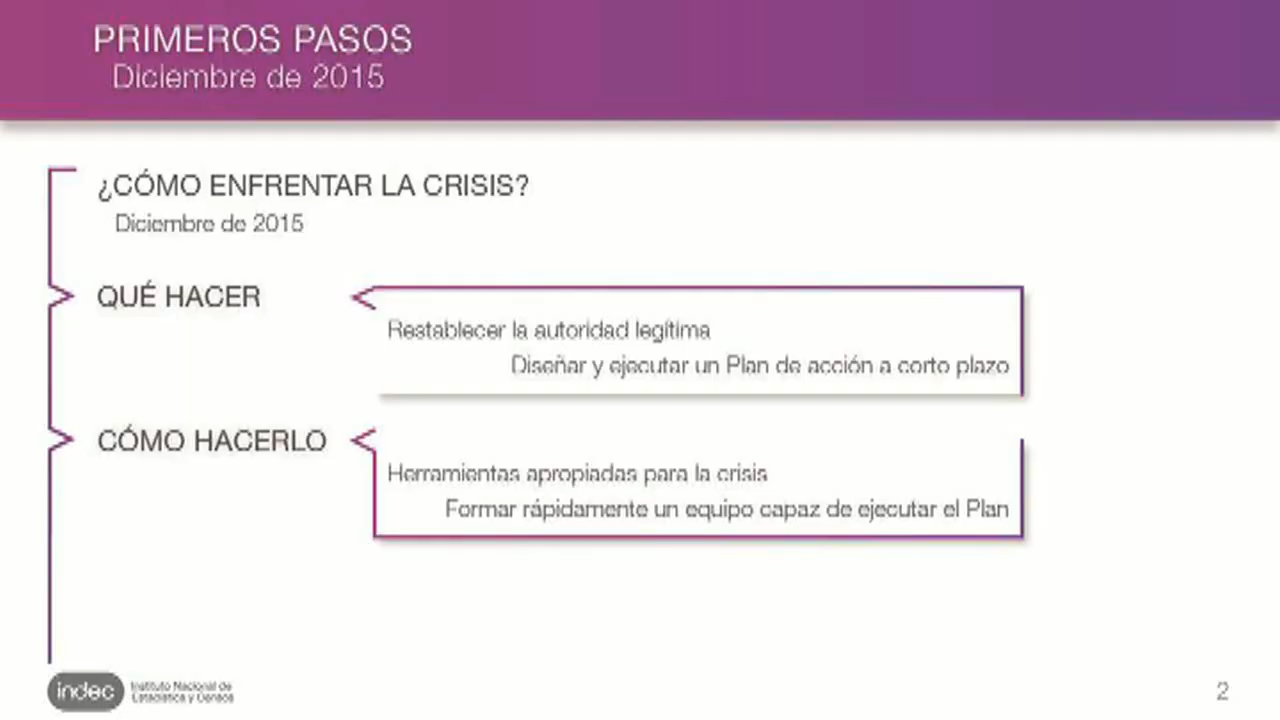 PRIMEROS PASOS
Diciembre de 2015
¿CÓMO ENFRENTAR LA CRISIS?
Diciembre de 2015
QUÉ HACER
Restablecer la autoridad legítima
Diseñar y ejecutar un Plan de acción a corto plazo
CÓMO HACERLO
Herramientas apropiadas para la crisis
Formar rápidamente un equipo capaz de ejecutar el Plan
indec
Instituto Nacional de
Estadística y Censos
2